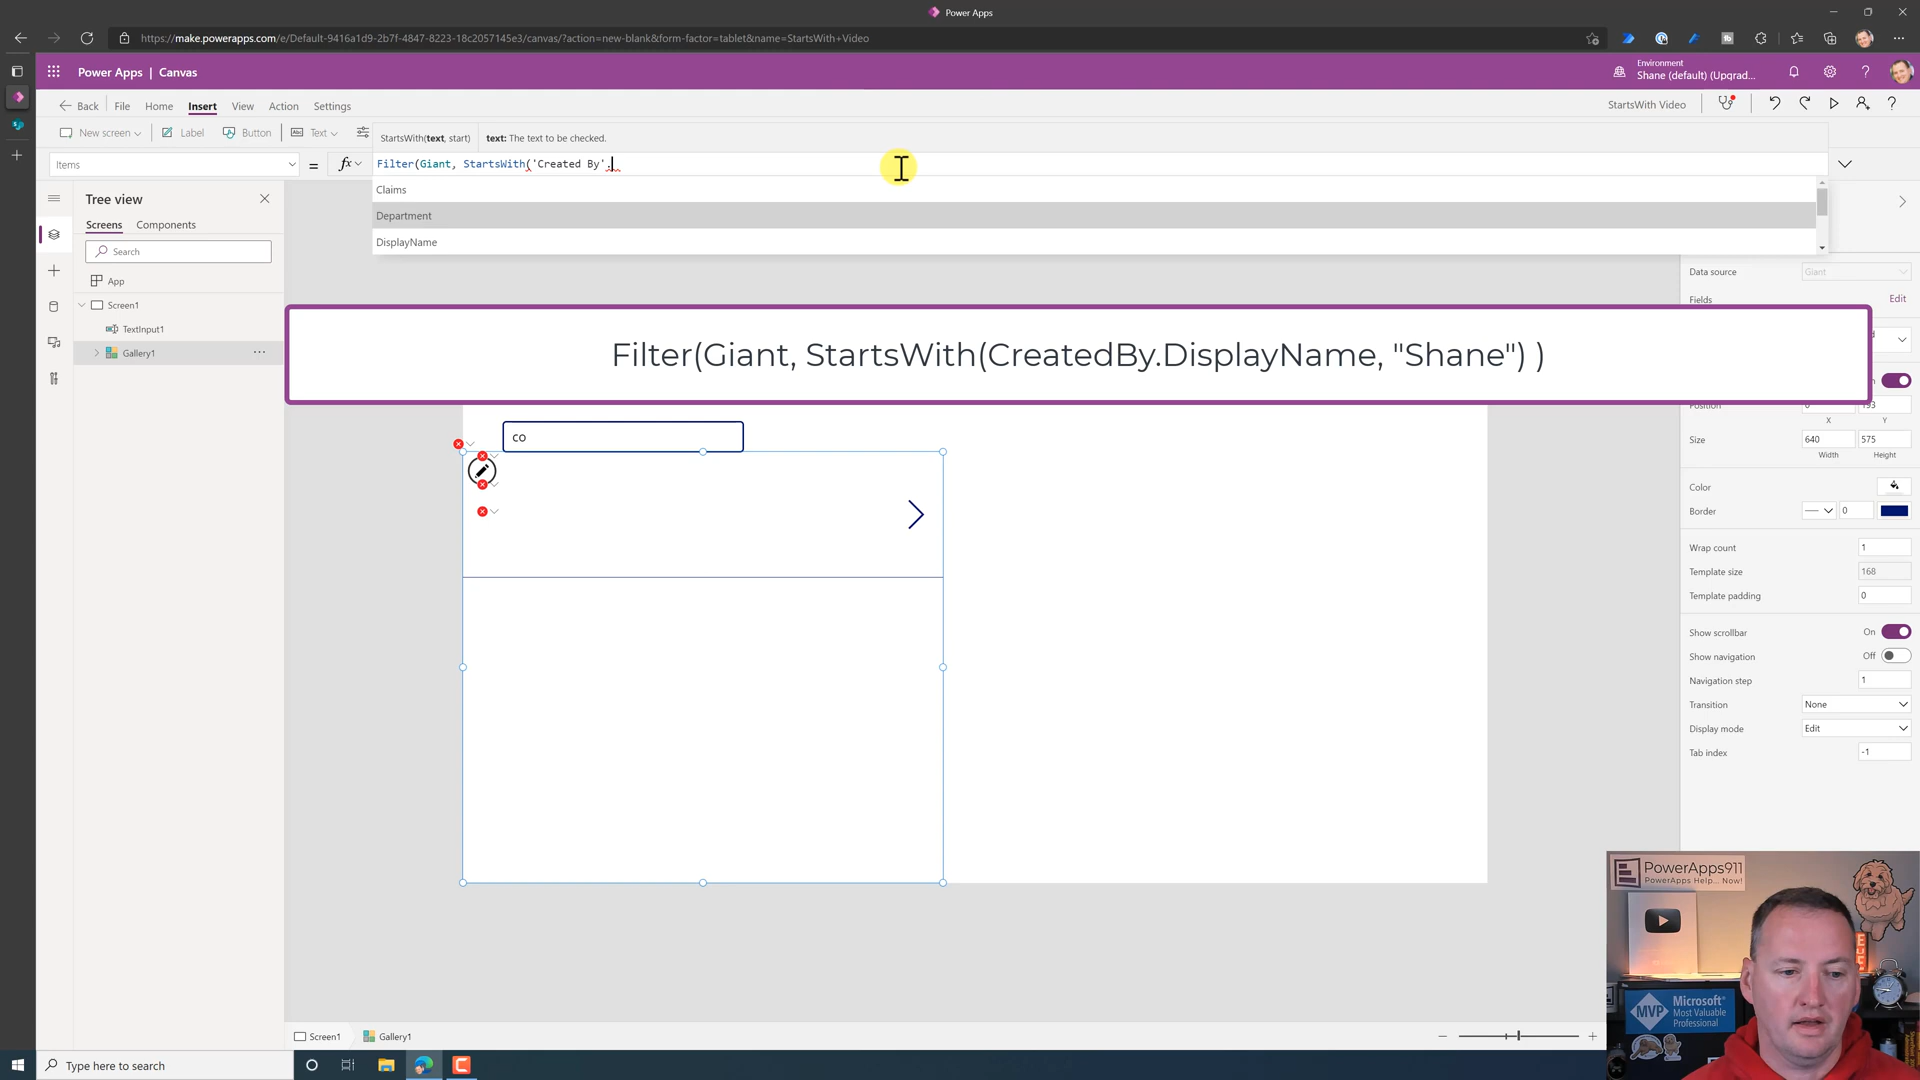 Power Apps
https://make.powerapps.com/e/Default-9416a1d9-2b7f-4847-8223-18c2057145e3/canvas/?action=new-blank&form-factor=tablet&name=StartsWith+Video
Power Apps | Canvas
Environment
Shane (default) (Upgrad...
Back File Home Insert View Action Settings
StartsWith Video
New screen Label Button Text
StartsWith(text, start) text: The text to be checked.
Items = fx Filter(Giant, StartsWith('Created By'.
Claims
Department
DisplayName
Tree view
Screens Components
Search
App
Screen1
TextInput1
Gallery1
Filter(Giant, StartsWith(CreatedBy.DisplayName, "Shane") )
co
Data source Giant
Fields Edit
Position 0 193
X Y
Size 640 575
Width Height
Color
Border 0
Wrap count 1
Template size 168
Template padding 0
Show scrollbar On
Show navigation Off
Navigation step 1
Transition None
Display mode Edit
Tab index -1
PowerApps911
PowerApps Help... Now!
Microsoft
Most Valuable
Professional
MVP
Screen1 Gallery1
Type here to search